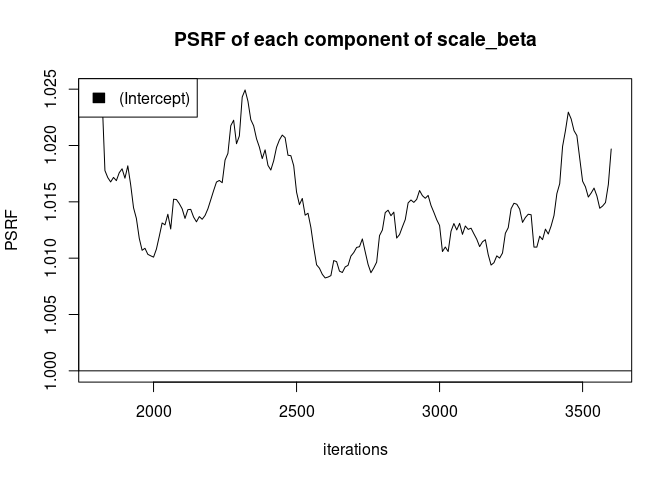 PSRF of each component of scale_beta
(Intercept)
PSRF
1.025
1.020
1.015
1.010
1.005
1.000
2000 2500 3000 3500
iterations